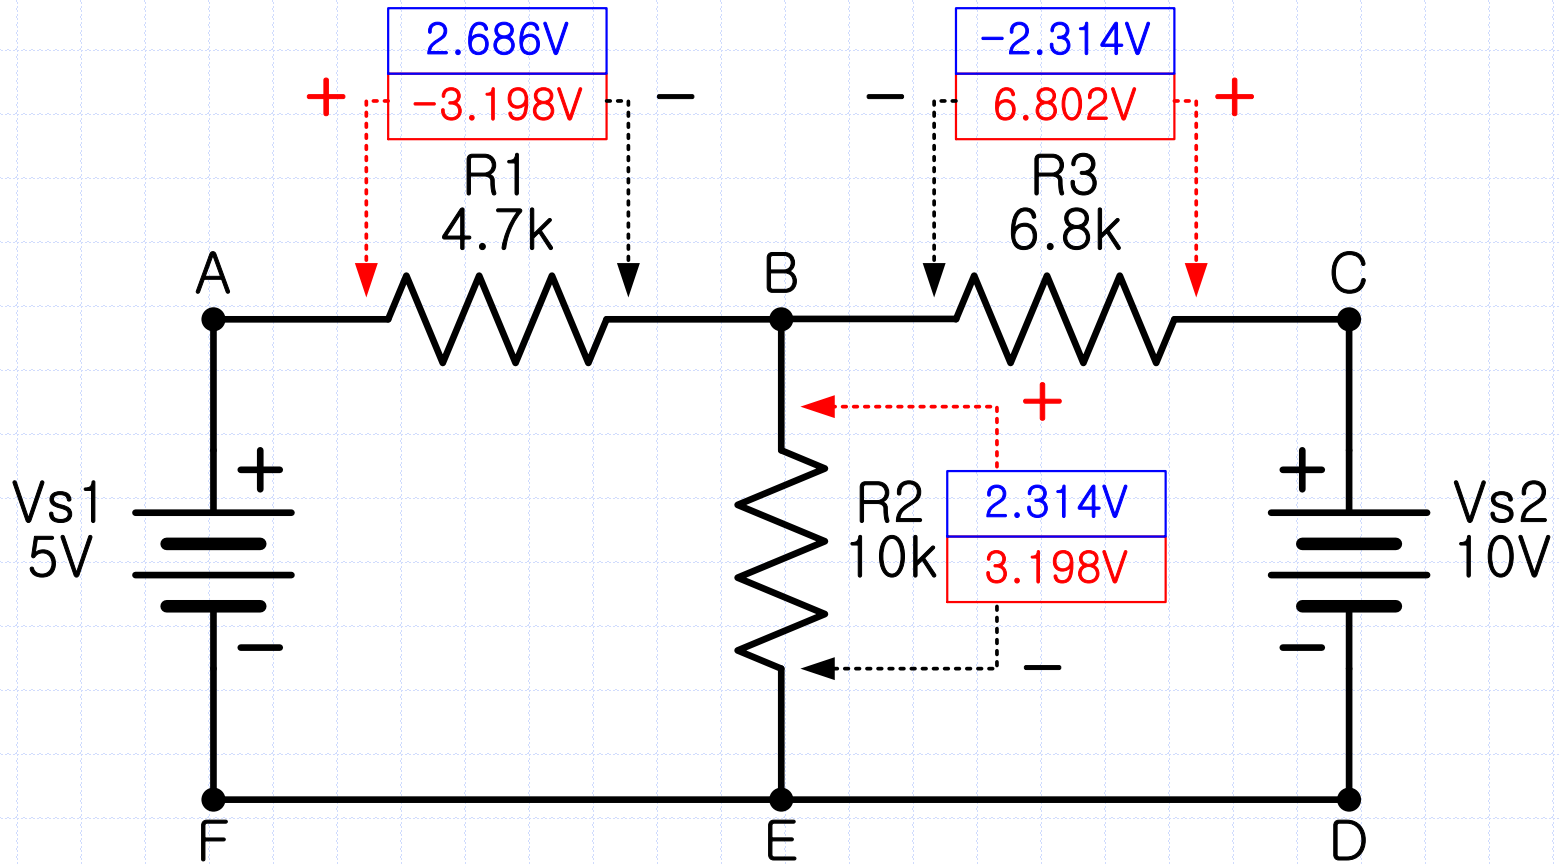 2.686V
−3.198V
+
−
R1
4.7k
−2.314V
6.802V
−
+
R3
6.8k
A
B
C
+
Vs1
5V
−
+
R2
10k
2.314V
3.198V
−
+
Vs2
10V
−
F
E
D